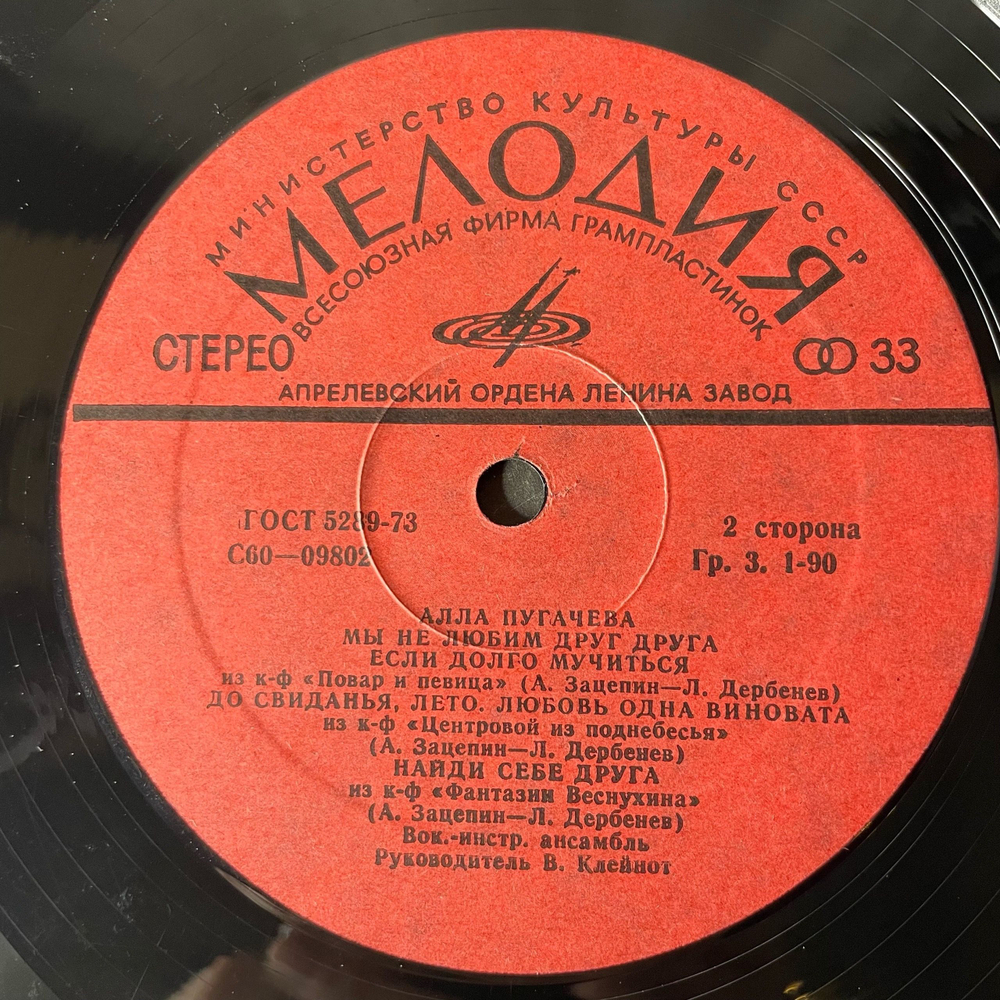 МИНИСТЕРСТВО КУЛЬТУРЫ СССР
МЕЛОДИЯ
ВСЕСОЮЗНАЯ ФИРМА ГРАМПЛАСТИНОК
СТЕРЕО
33
АПРЕЛЕВСКИЙ ОРДЕНА ЛЕНИНА ЗАВОД
ГОСТ 5289-73
2 сторона
С60—09802
Гр. 3. 1-90
АЛЛА ПУГАЧЕВА
МЫ НЕ ЛЮБИМ ДРУГ ДРУГА
ЕСЛИ ДОЛГО МУЧИТЬСЯ
из к-ф «Повар и певица» (А. Зацепин—Л. Дербенев)
ДО СВИДАНЬЯ, ЛЕТО. ЛЮБОВЬ ОДНА ВИНОВАТА
из к-ф «Центровой из поднебесья»
(А. Зацепин—Л. Дербенев)
НАЙДИ СЕБЕ ДРУГА
из к-ф «Фантазии Веснухина»
(А. Зацепин—Л. Дербенев)
Вок.-инстр. ансамбль
Руководитель В. Клейнот